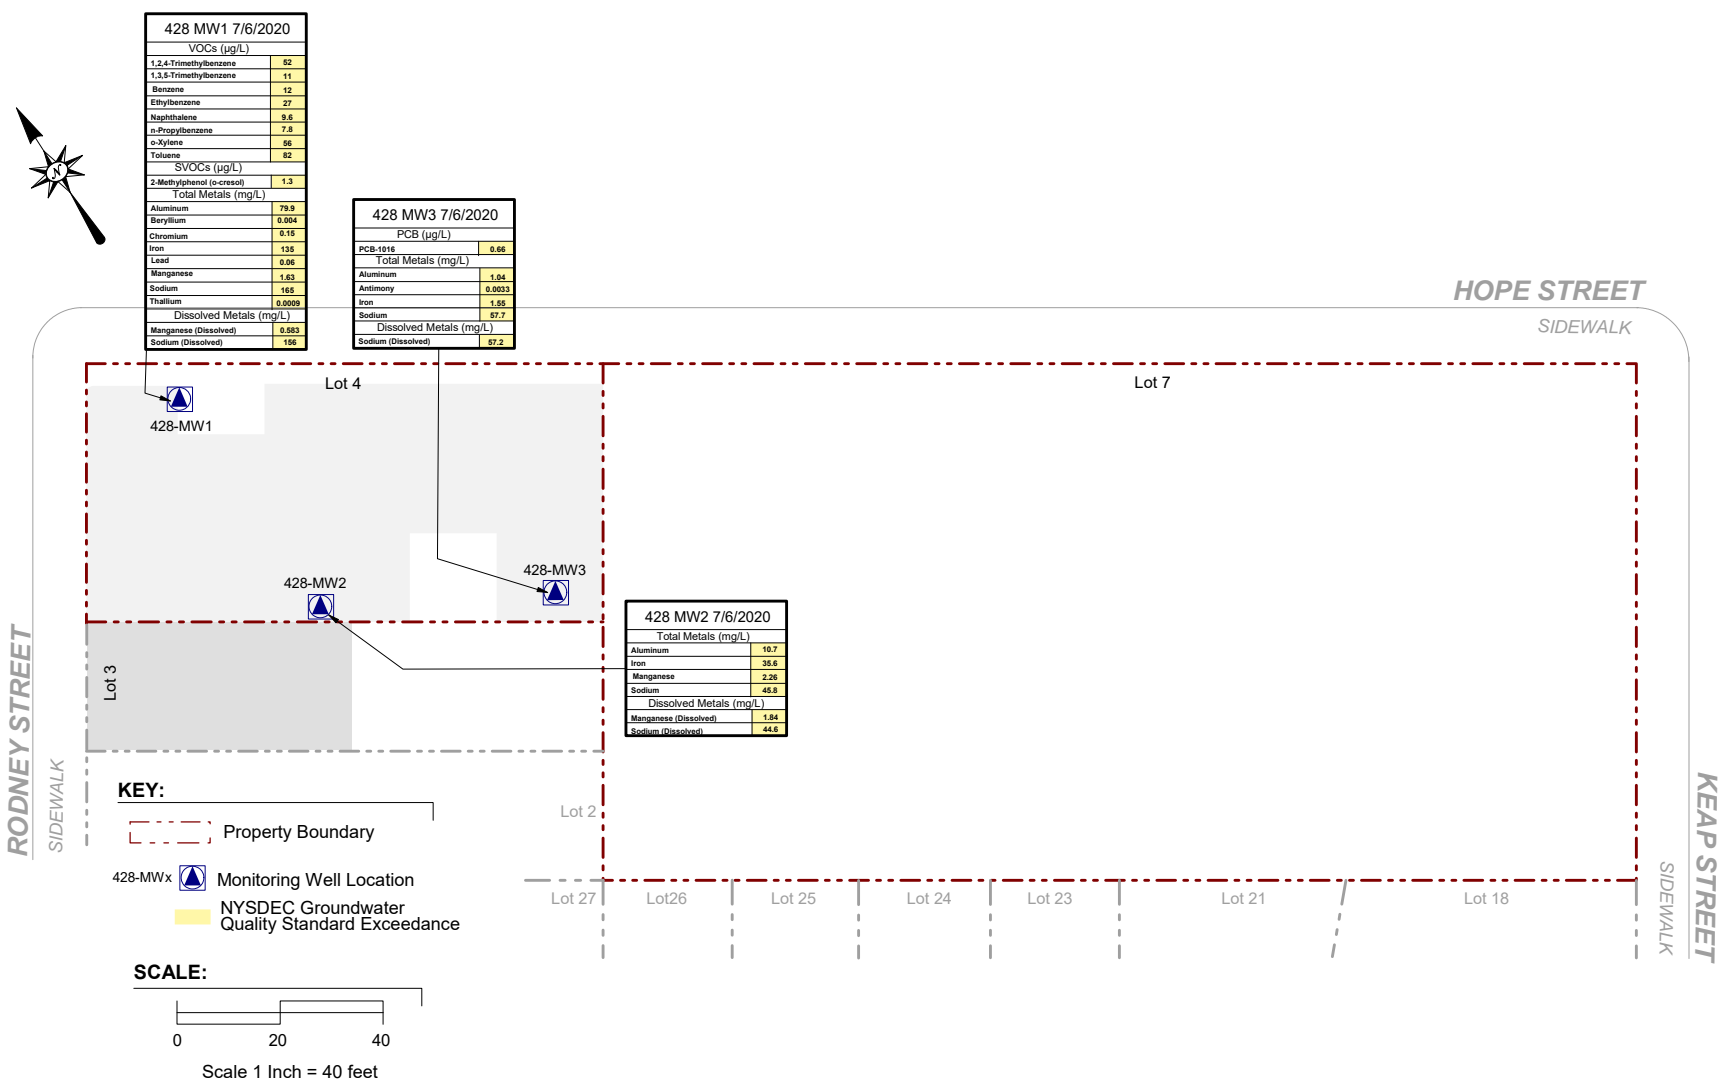 428 MW1 7/6/2020
VOCs (µg/L)
1,2,4-Trimethylbenzene 52
1,3,5-Trimethylbenzene 11
Benzene 12
Ethylbenzene 27
Naphthalene 9.6
n-Propylbenzene 7.8
o-Xylene 56
Toluene 82
SVOCs (µg/L)
2-Methylphenol (o-cresol) 1.3
Total Metals (mg/L)
Aluminum 79.9
Beryllium 0.004
Chromium 0.15
Iron 135
Lead 0.06
Manganese 1.63
Sodium 165
Thallium 0.0009
Dissolved Metals (mg/L)
Manganese (Dissolved) 0.583
Sodium (Dissolved) 156
N
428 MW3 7/6/2020
PCB (µg/L)
PCB-1016 0.66
Total Metals (mg/L)
Aluminum 1.04
Antimony 0.0033
Iron 1.55
Sodium 57.7
Dissolved Metals (mg/L)
Sodium (Dissolved) 57.2
HOPE STREET
SIDEWALK
Lot 4
Lot 7
428-MW1
428-MW2
428-MW3
428 MW2 7/6/2020
Total Metals (mg/L)
Aluminum 10.7
Iron 35.6
Manganese 2.26
Sodium 45.8
Dissolved Metals (mg/L)
Manganese (Dissolved) 1.84
Sodium (Dissolved) 44.6
Lot 3
RODNEY STREET
SIDEWALK
KEAP STREET
SIDEWALK
Lot 2
Lot 27
Lot26
Lot 25
Lot 24
Lot 23
Lot 21
Lot 18
KEY:
Property Boundary
428-MWx Monitoring Well Location
NYSDEC Groundwater
Quality Standard Exceedance
SCALE:
0 20 40
Scale 1 Inch = 40 feet